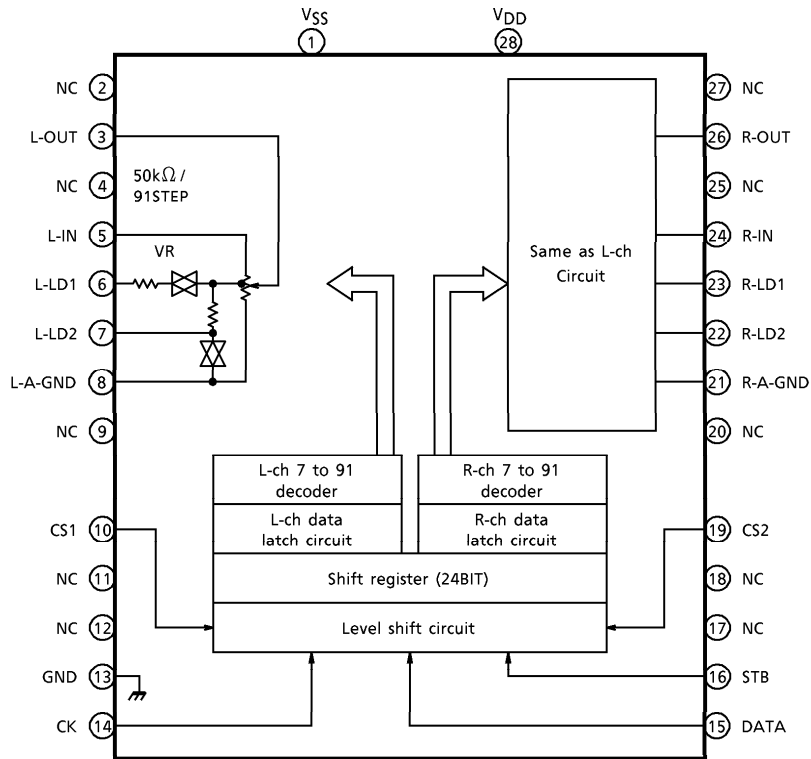 VSS
VDD
1
28
NC 2
27 NC
L-OUT 3
26 R-OUT
50kΩ /
91STEP
NC 4
25 NC
L-IN 5
24 R-IN
VR
Same as L-ch
Circuit
L-LD1 6
23 R-LD1
L-LD2 7
22 R-LD2
L-A-GND 8
21 R-A-GND
NC 9
20 NC
L-ch 7 to 91
decoder
R-ch 7 to 91
decoder
L-ch data
latch circuit
R-ch data
latch circuit
CS1 10
19 CS2
NC 11
Shift register (24BIT)
18 NC
NC 12
Level shift circuit
17 NC
GND 13
16 STB
CK 14
15 DATA